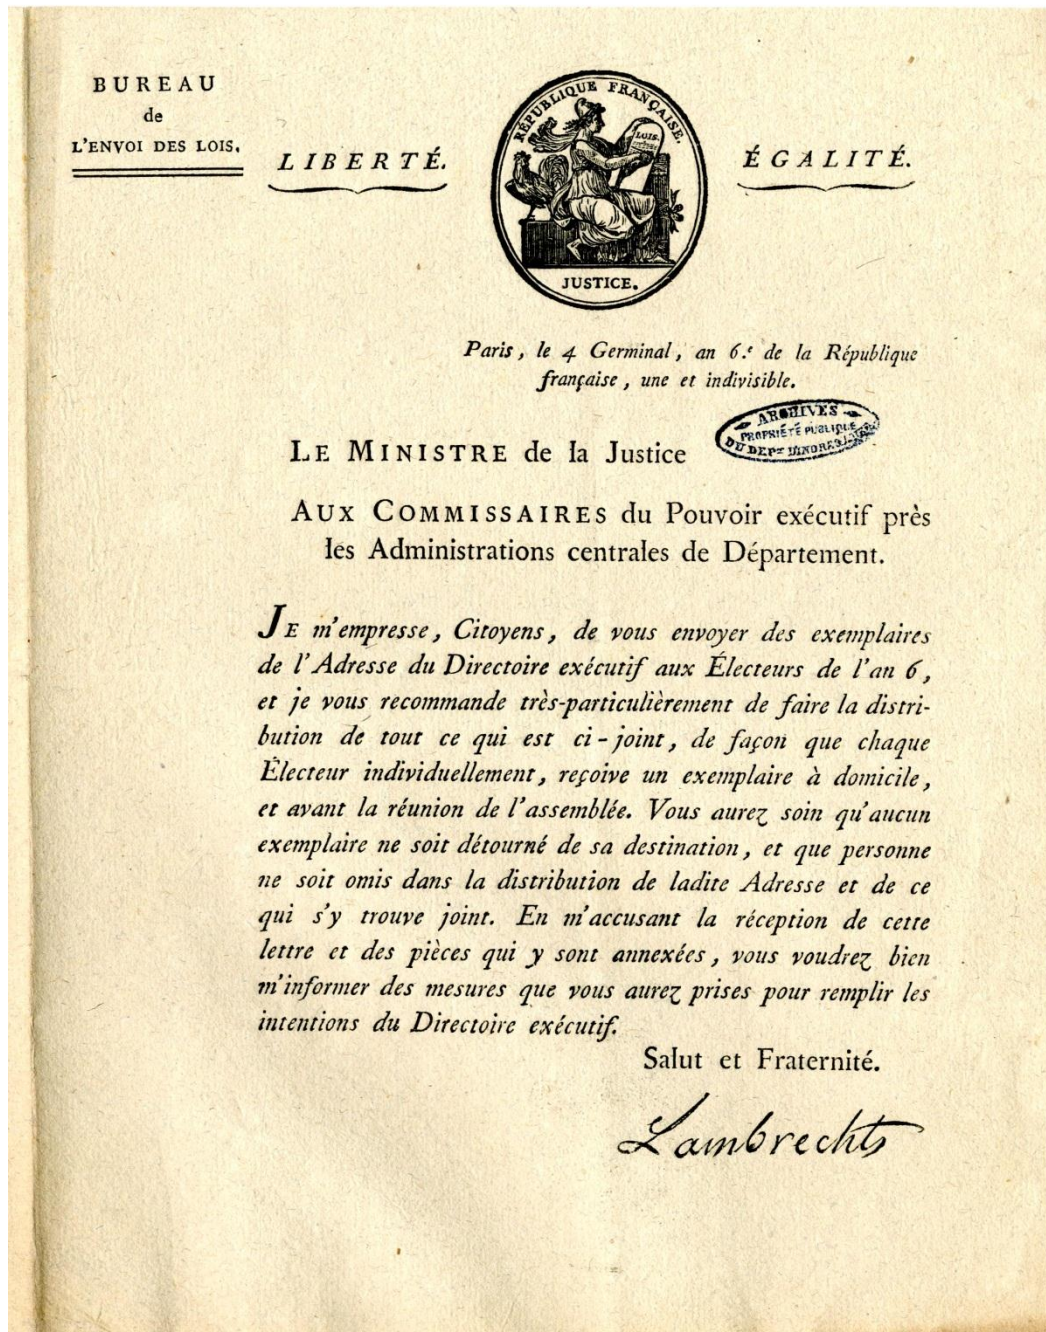 BUREAU
de
L'ENVOI DES LOIS.
LIBERTÉ.
RÉPUBLIQUE FRANÇAISE.
LOIS.
JUSTICE.
ÉGALITÉ.
Paris, le 4 Germinal, an 6.e de la République
française, une et indivisible.
ARCHIVES
PROPRIÉTÉ PUBLIQUE
DU DEPT D'INDRE
LE MINISTRE de la Justice
AUX COMMISSAIRES du Pouvoir exécutif près
les Administrations centrales de Département.
JE m'empresse, Citoyens, de vous envoyer des exemplaires
de l'Adresse du Directoire exécutif aux Électeurs de l'an 6,
et je vous recommande très-particulièrement de faire la distri-
bution de tout ce qui est ci-joint, de façon que chaque
Électeur individuellement, reçoive un exemplaire à domicile,
et avant la réunion de l'assemblée. Vous aurez soin qu'aucun
exemplaire ne soit détourné de sa destination, et que personne
ne soit omis dans la distribution de ladite Adresse et de ce
qui s'y trouve joint. En m'accusant la réception de cette
lettre et des pièces qui y sont annexées, vous voudrez bien
m'informer des mesures que vous aurez prises pour remplir les
intentions du Directoire exécutif.
Salut et Fraternité.
Lambrechts